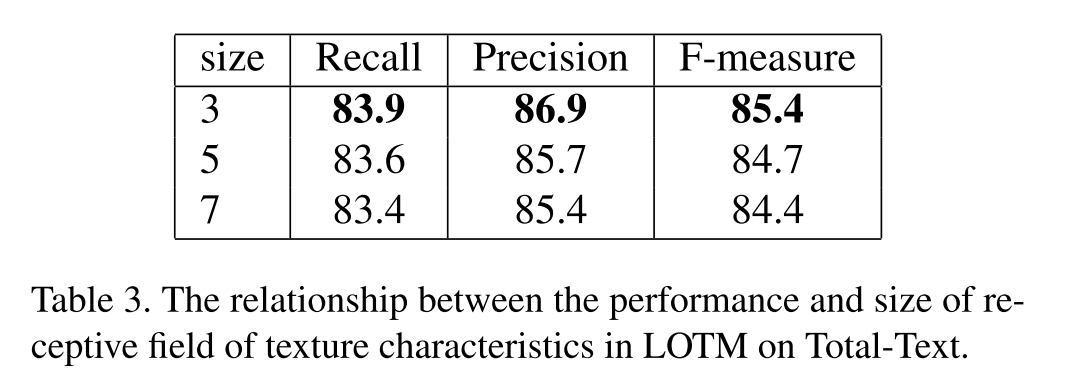 size Recall Precision F-measure
3 83.9 86.9 85.4
5 83.6 85.7 84.7
7 83.4 85.4 84.4
Table 3. The relationship between the performance and size of re-
ceptive field of texture characteristics in LOTM on Total-Text.